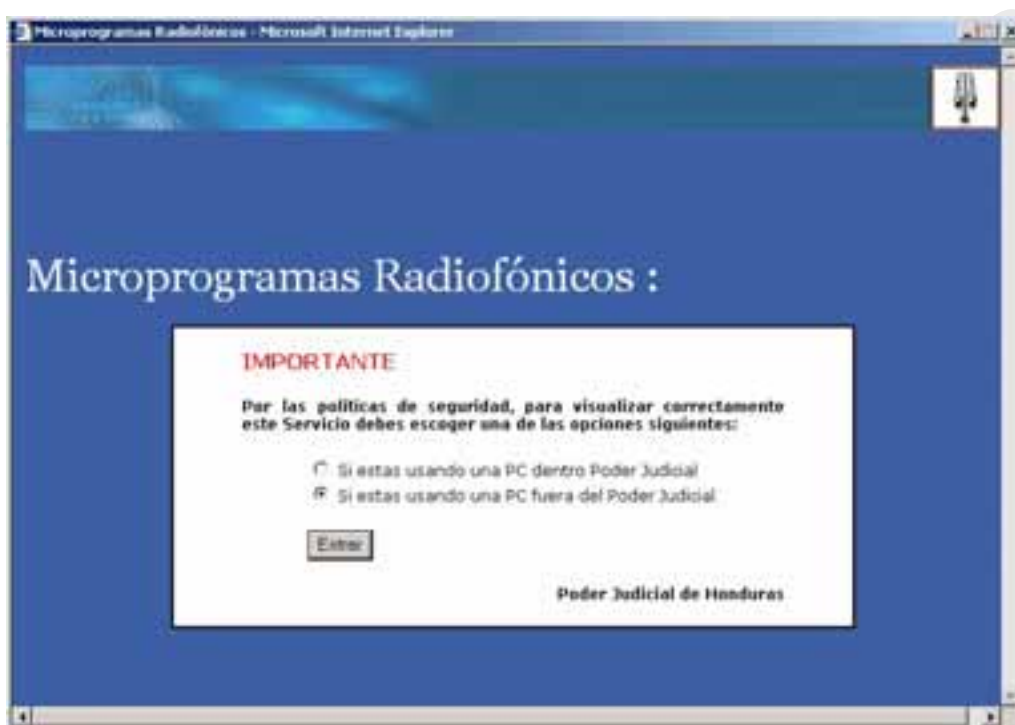 Microprogramas Radiofónicos - Microsoft Internet Explorer
Microprogramas Radiofónicos :
IMPORTANTE
Por las políticas de seguridad, para visualizar correctamente
este Servicio debes escoger una de las opciones siguientes:
Si estas usando una PC dentro Poder Judicial
Si estas usando una PC fuera del Poder Judicial
Entrar
Poder Judicial de Honduras